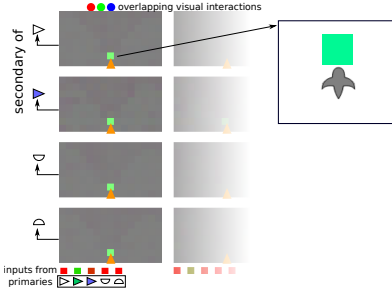 overlapping visual interactions
secondary of
inputs from
primaries